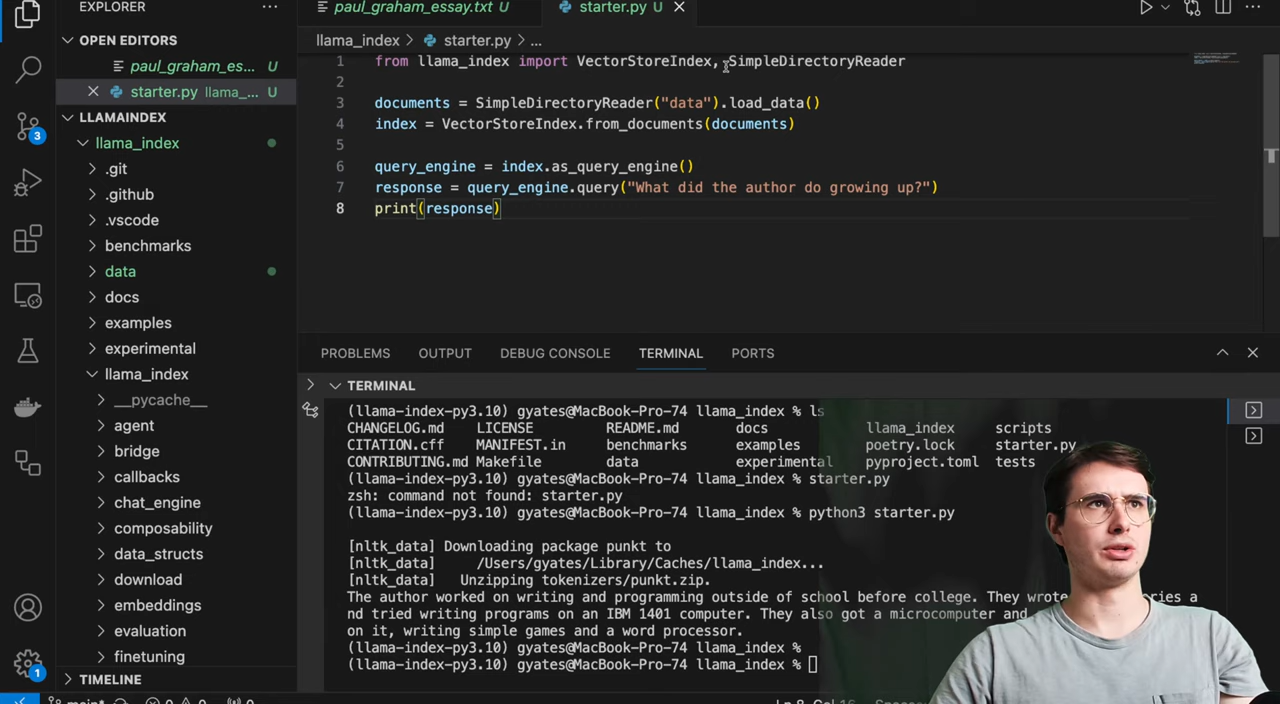 EXPLORER
paul_graham_essay.txt U
starter.py U
OPEN EDITORS
paul_graham_es... U
starter.py llama_... U
LLAMAINDEX
llama_index
.git
.github
.vscode
benchmarks
data
docs
examples
experimental
llama_index
__pycache__
agent
bridge
callbacks
chat_engine
composability
data_structs
download
embeddings
evaluation
finetuning
TIMELINE
3
1
llama_index > starter.py > ...
1 from llama_index import VectorStoreIndex, SimpleDirectoryReader
2
3 documents = SimpleDirectoryReader("data").load_data()
4 index = VectorStoreIndex.from_documents(documents)
5
6 query_engine = index.as_query_engine()
7 response = query_engine.query("What did the author do growing up?")
8 print(response)
PROBLEMS OUTPUT DEBUG CONSOLE TERMINAL PORTS
TERMINAL
(llama-index-py3.10) gyates@MacBook-Pro-74 llama_index % ls
CHANGELOG.md LICENSE README.md docs llama_index scripts
CITATION.cff MANIFEST.in benchmarks examples poetry.lock starter.py
CONTRIBUTING.md Makefile data experimental pyproject.toml tests
(llama-index-py3.10) gyates@MacBook-Pro-74 llama_index % starter.py
zsh: command not found: starter.py
(llama-index-py3.10) gyates@MacBook-Pro-74 llama_index % python3 starter.py
[nltk_data] Downloading package punkt to
[nltk_data] /Users/gyates/Library/Caches/llama_index...
[nltk_data] Unzipping tokenizers/punkt.zip.
The author worked on writing and programming outside of school before college. They wrote ries a
nd tried writing programs on an IBM 1401 computer. They also got a microcomputer and
on it, writing simple games and a word processor.
(llama-index-py3.10) gyates@MacBook-Pro-74 llama_index %
(llama-index-py3.10) gyates@MacBook-Pro-74 llama_index %